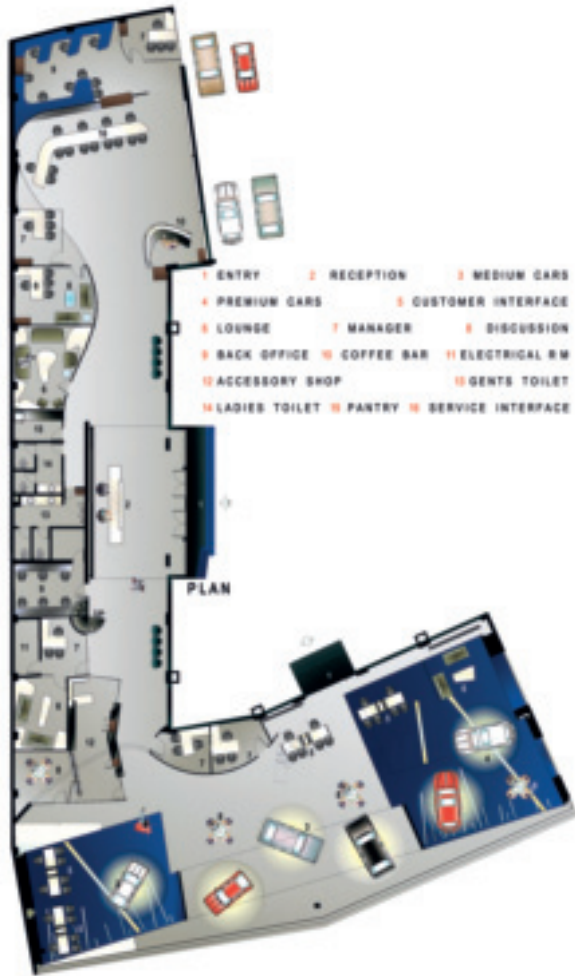 1 ENTRY 2 RECEPTION 3 MEDIUM CARS
4 PREMIUM CARS 5 CUSTOMER INTERFACE
6 LOUNGE 7 MANAGER 8 DISCUSSION
9 BACK OFFICE 10 COFFEE BAR 11 ELECTRICAL RM
12 ACCESSORY SHOP 13 GENTS TOILET
14 LADIES TOILET 15 PANTRY 16 SERVICE INTERFACE
PLAN